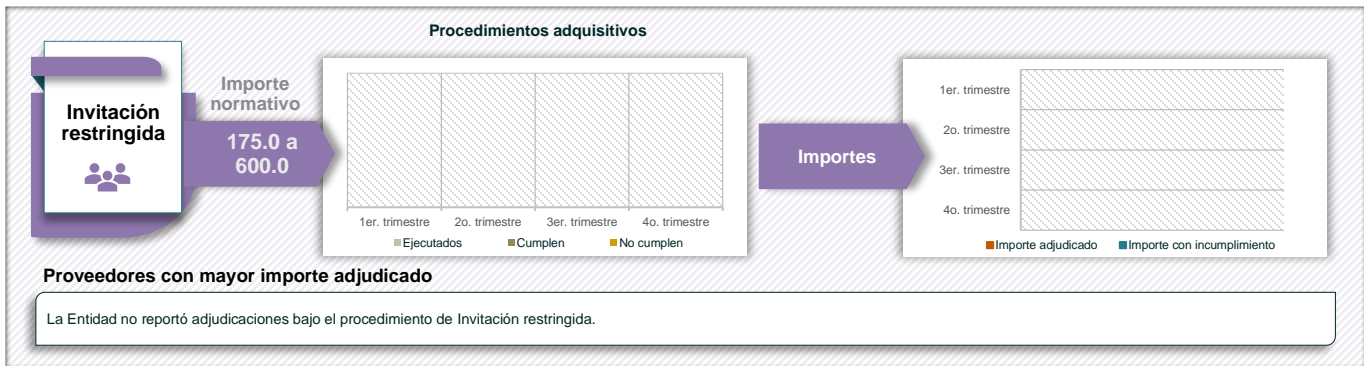 Procedimientos adquisitivos
Invitación
restringida
Importe
normativo
175.0 a
600.0
1er. trimestre 2o. trimestre 3er. trimestre 4o. trimestre
Ejecutados Cumplen No cumplen
Importes
1er. trimestre
2o. trimestre
3er. trimestre
4o. trimestre
Importe adjudicado Importe con incumplimiento
Proveedores con mayor importe adjudicado
La Entidad no reportó adjudicaciones bajo el procedimiento de Invitación restringida.